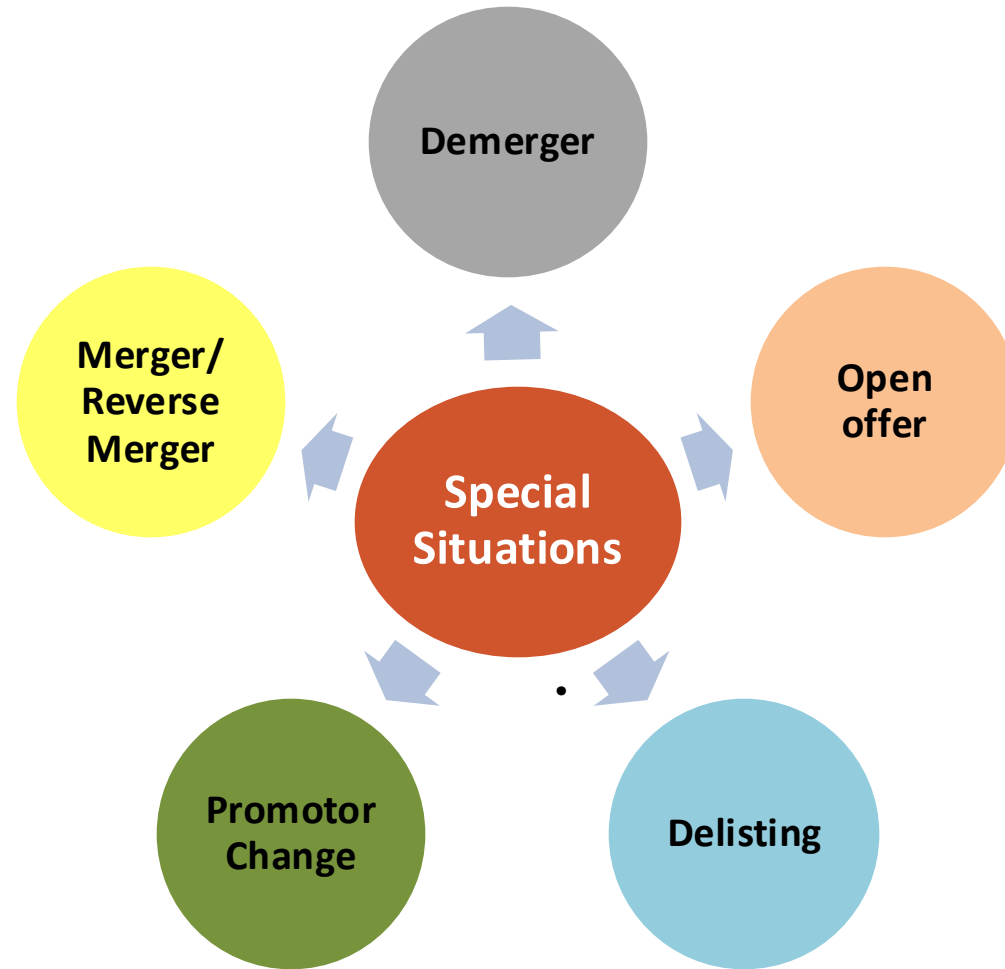 Demerger
Merger/
Reverse
Merger
Open
offer
Special
Situations
Promotor
Change
Delisting